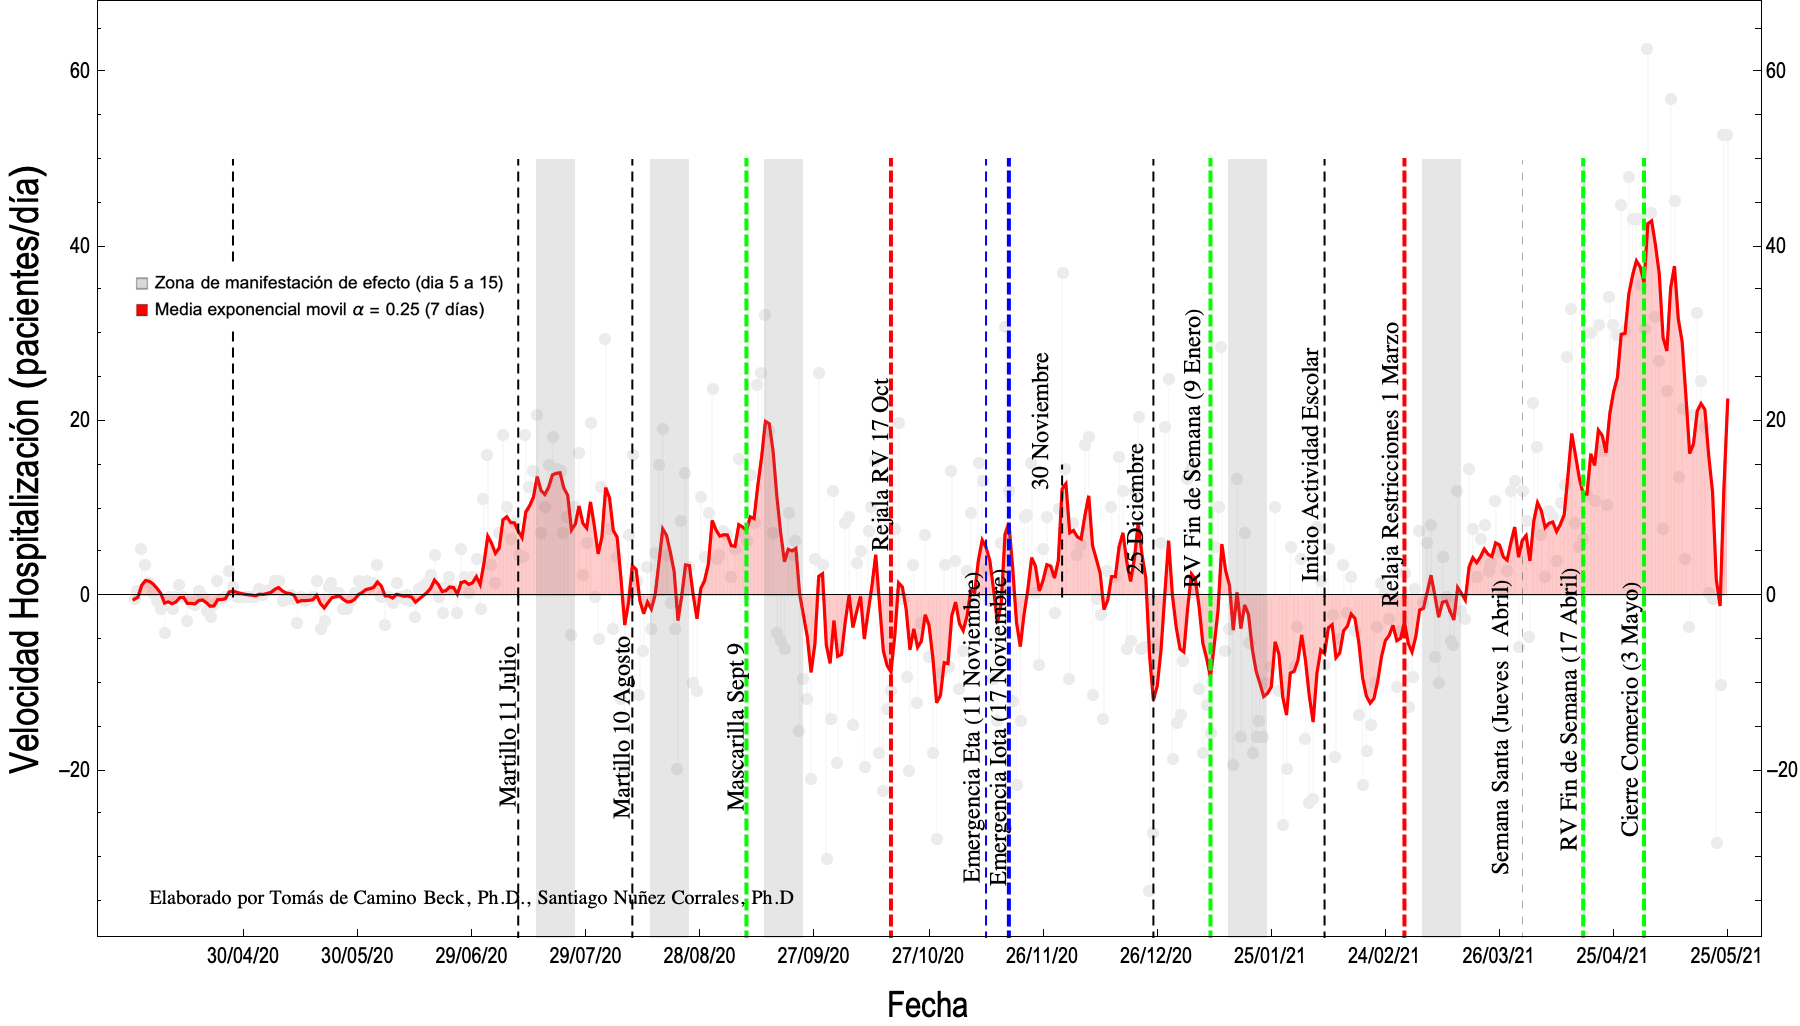 Velocidad Hospitalización (pacientes/día)
60
40
20
0
−20
60
40
20
0
−20
Zona de manifestación de efecto (dia 5 a 15)
Media exponencial movil α = 0.25 (7 días)
Martillo 11 Julio
Martillo 10 Agosto
Mascarilla Sept 9
Rejala RV 17 Oct
Emergencia Eta (11 Noviembre)
Emergencia Iota (17 Noviembre)
30 Noviembre
25 Diciembre
RV Fin de Semana (9 Enero)
Inicio Actividad Escolar
Relaja Restricciones 1 Marzo
Semana Santa (Jueves 1 Abril)
RV Fin de Semana (17 Abril)
Cierre Comercio (3 Mayo)
Elaborado por Tomás de Camino Beck, Ph.D., Santiago Nuñez Corrales, Ph.D
30/04/20
30/05/20
29/06/20
29/07/20
28/08/20
27/09/20
27/10/20
26/11/20
26/12/20
25/01/21
24/02/21
26/03/21
25/04/21
25/05/21
Fecha